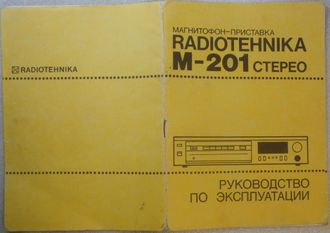 RADIOTEHNIKA
МАГНИТОФОН-ПРИСТАВКА
RADIOTEHNIKA
М-201 СТЕРЕО
РУКОВОДСТВО
ПО ЭКСПЛУАТАЦИИ